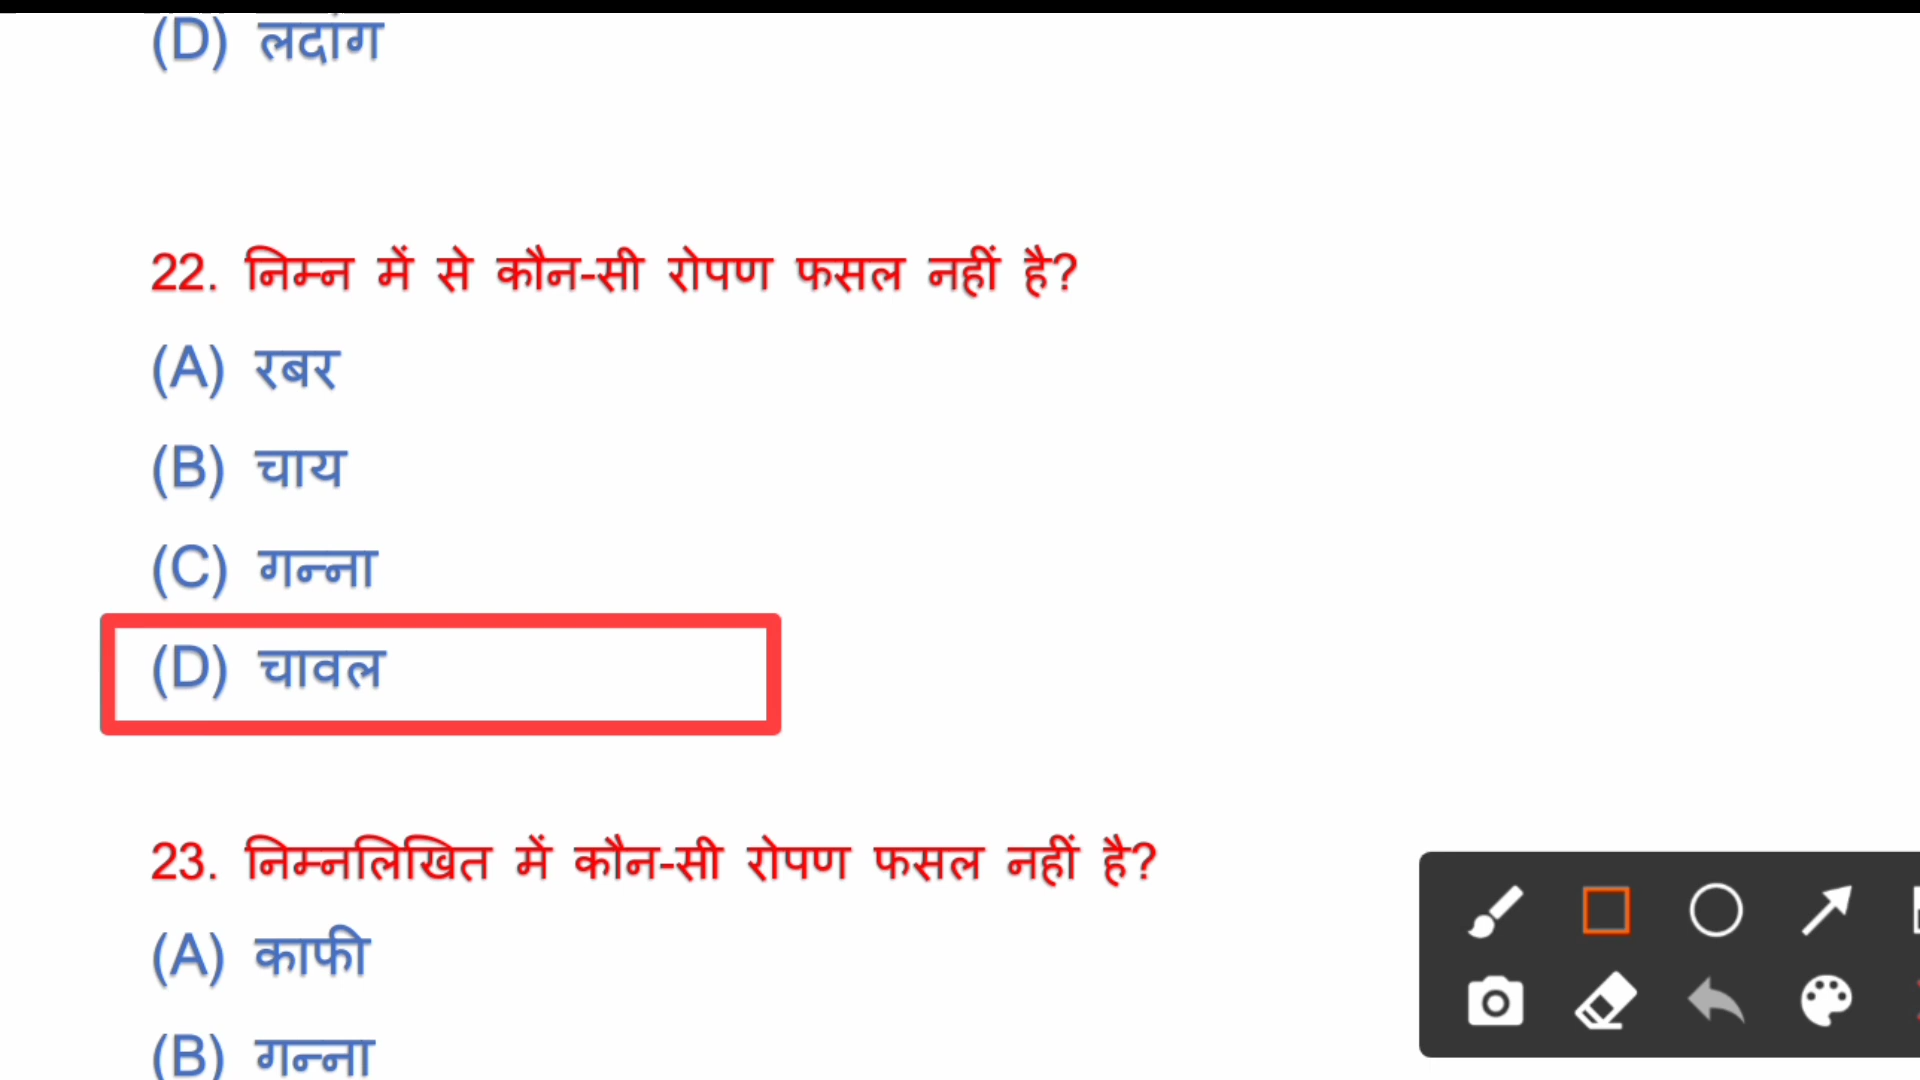 (D) लदांग
22. निम्न में से कौन-सी रोपण फसल नहीं है?
(A) रबर
(B) चाय
(C) गन्ना
(D) चावल
23. निम्नलिखित में कौन-सी रोपण फसल नहीं है?
(A) काफी
(B) गन्ना